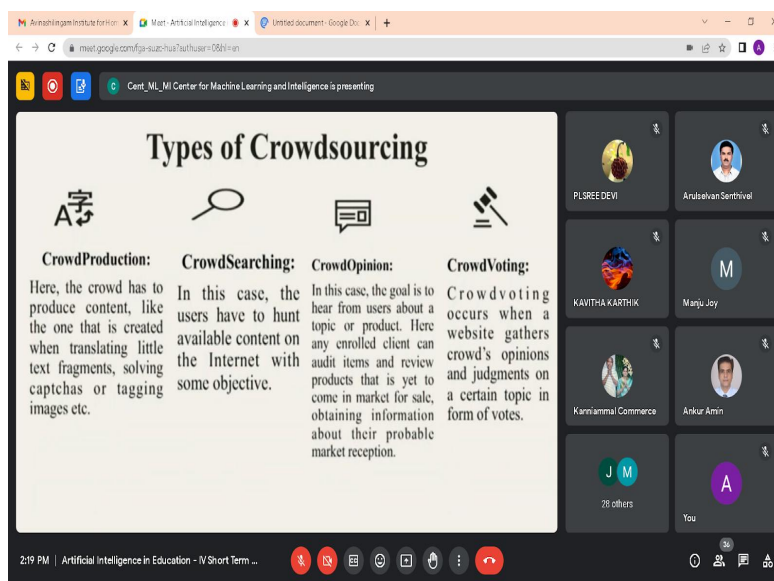 Avinashilingam Institute for Hom
Meet - Artificial Intelligence
Untitled document - Google Doc
meet.google.com/fga-suzc-hua?authuser=0&hl=en
A
C
Cent_ML_MI Center for Machine Learning and Intelligence is presenting
Types of Crowdsourcing
A字
CrowdProduction:
Here, the crowd has to
produce content, like
the one that is created
when translating little
text fragments, solving
captchas or tagging
images etc.
CrowdSearching:
In this case, the
users have to hunt
available content on
the Internet with
some objective.
CrowdOpinion:
In this case, the goal is to
hear from users about a
topic or product. Here
any enrolled client can
audit items and review
products that is yet to
come in market for sale,
obtaining information
about their probable
market reception.
CrowdVoting:
Crowdvoting
occurs when a
website gathers
crowd's opinions
and judgments on
a certain topic in
form of votes.
PLSREE DEVI
Arulselvan Senthivel
KAVITHA KARTHIK
M
Manju Joy
Kanniammal Commerce
Ankur Amin
J M
28 others
A
You
2:19 PM | Artificial Intelligence in Education - IV Short Term ...
36